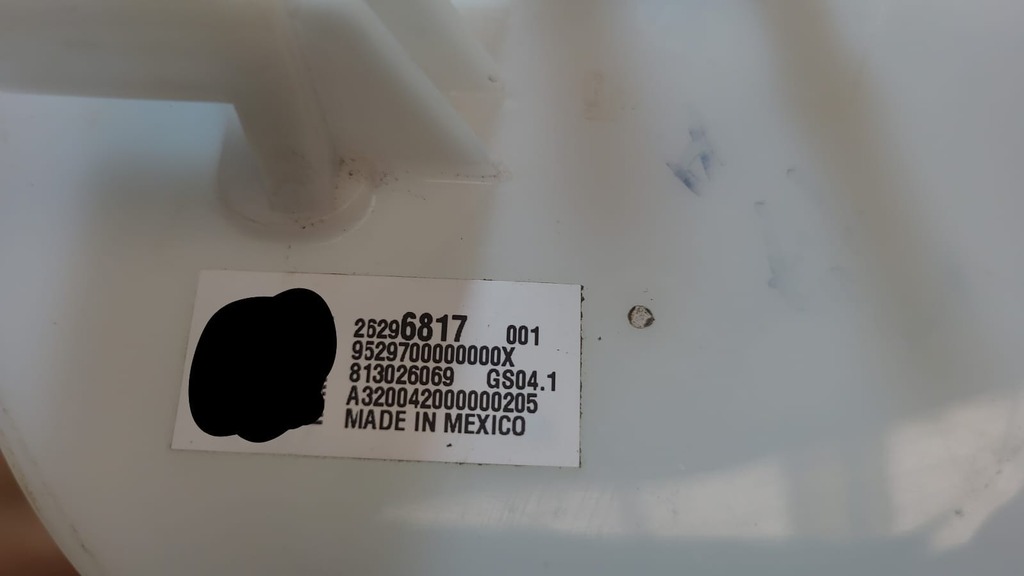 26296817 001
9529700000000X
813026069 GS04.1
A320042000000205
MADE IN MEXICO